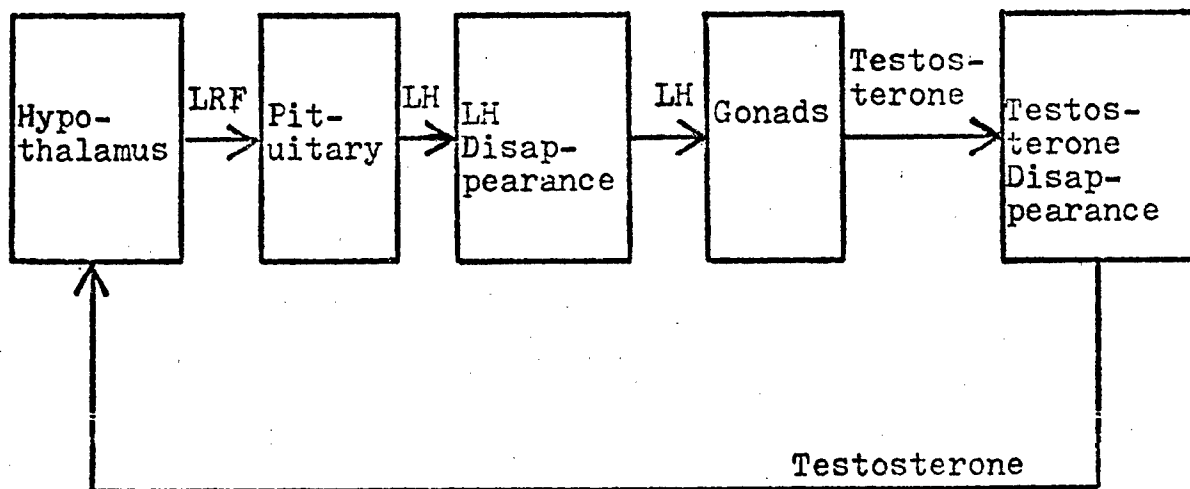 Hypo-
thalamus
LRF
Pit-
uitary
LH
LH
Disap-
pearance
LH
Gonads
Testos-
terone
Testos-
terone
Disap-
pearance
Testosterone